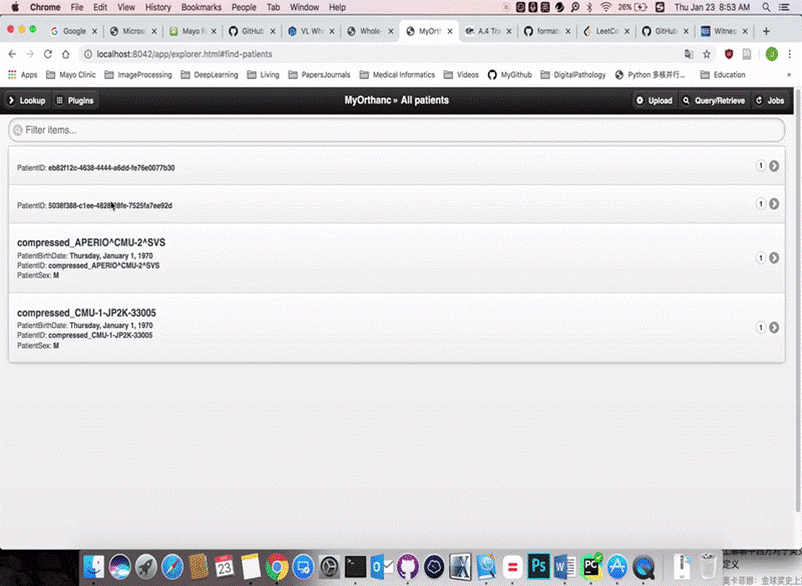 Chrome File Edit View History Bookmarks People Tab Window Help 26% Thu Jan 23 8:53 AM
Google Micros Mayo R GitHub VL Wh Whole- MyOrth A.4 Tra format- LeetCo GitHub Witnes
localhost:8042/app/explorer.html#find-patients
Apps Mayo Clinic ImageProcessing DeepLearning Living PapersJournals Medical Informatics Videos MyGithub DigitalPathology Python 多核并行... Education
Lookup Plugins MyOrthanc » All patients Upload Query/Retrieve Jobs
Filter items...
PatientID: eb82f12c-4638-4444-a6dd-fe76e0077b30 1
PatientID: 5038f388-c1ee-4828- 8fe-7525fa7ee92d 1
compressed_APERIO^CMU-2^SVS
PatientBirthDate: Thursday, January 1, 1970 1
PatientID: compressed_APERIO^CMU-2^SVS
PatientSex: M
compressed_CMU-1-JP2K-33005
PatientBirthDate: Thursday, January 1, 1970 1
PatientID: compressed_CMU-1-JP2K-33005
PatientSex: M
23
Ps
PC
定义
奥卡菲娜: 金球奖史上